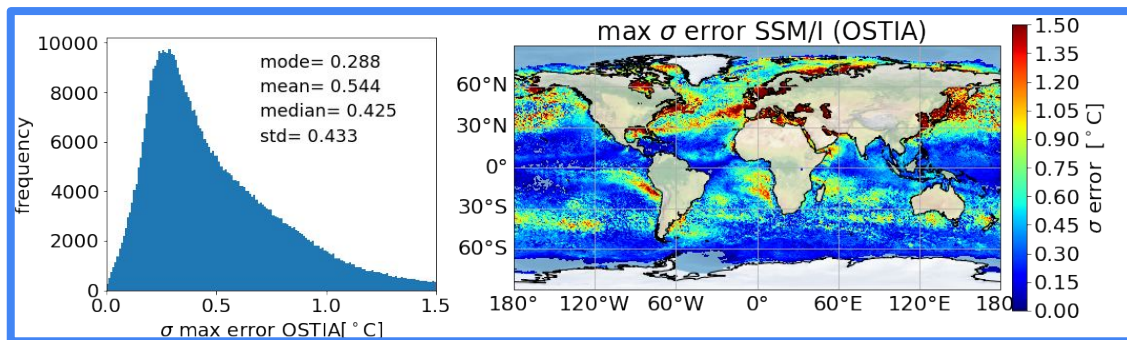 10000
8000
6000
4000
2000
0
frequency
mode= 0.288
mean= 0.544
median= 0.425
std= 0.433
0.0 0.5 1.0 1.5
σ max error OSTIA[°C]
max σ error SSM/I (OSTIA)
60°N
30°N
0°
30°S
60°S
180° 120°W 60°W 0° 60°E 120°E 180°
1.50
1.35
1.20
1.05
0.90
0.75
0.60
0.45
0.30
0.15
0.00
σ error [°C]